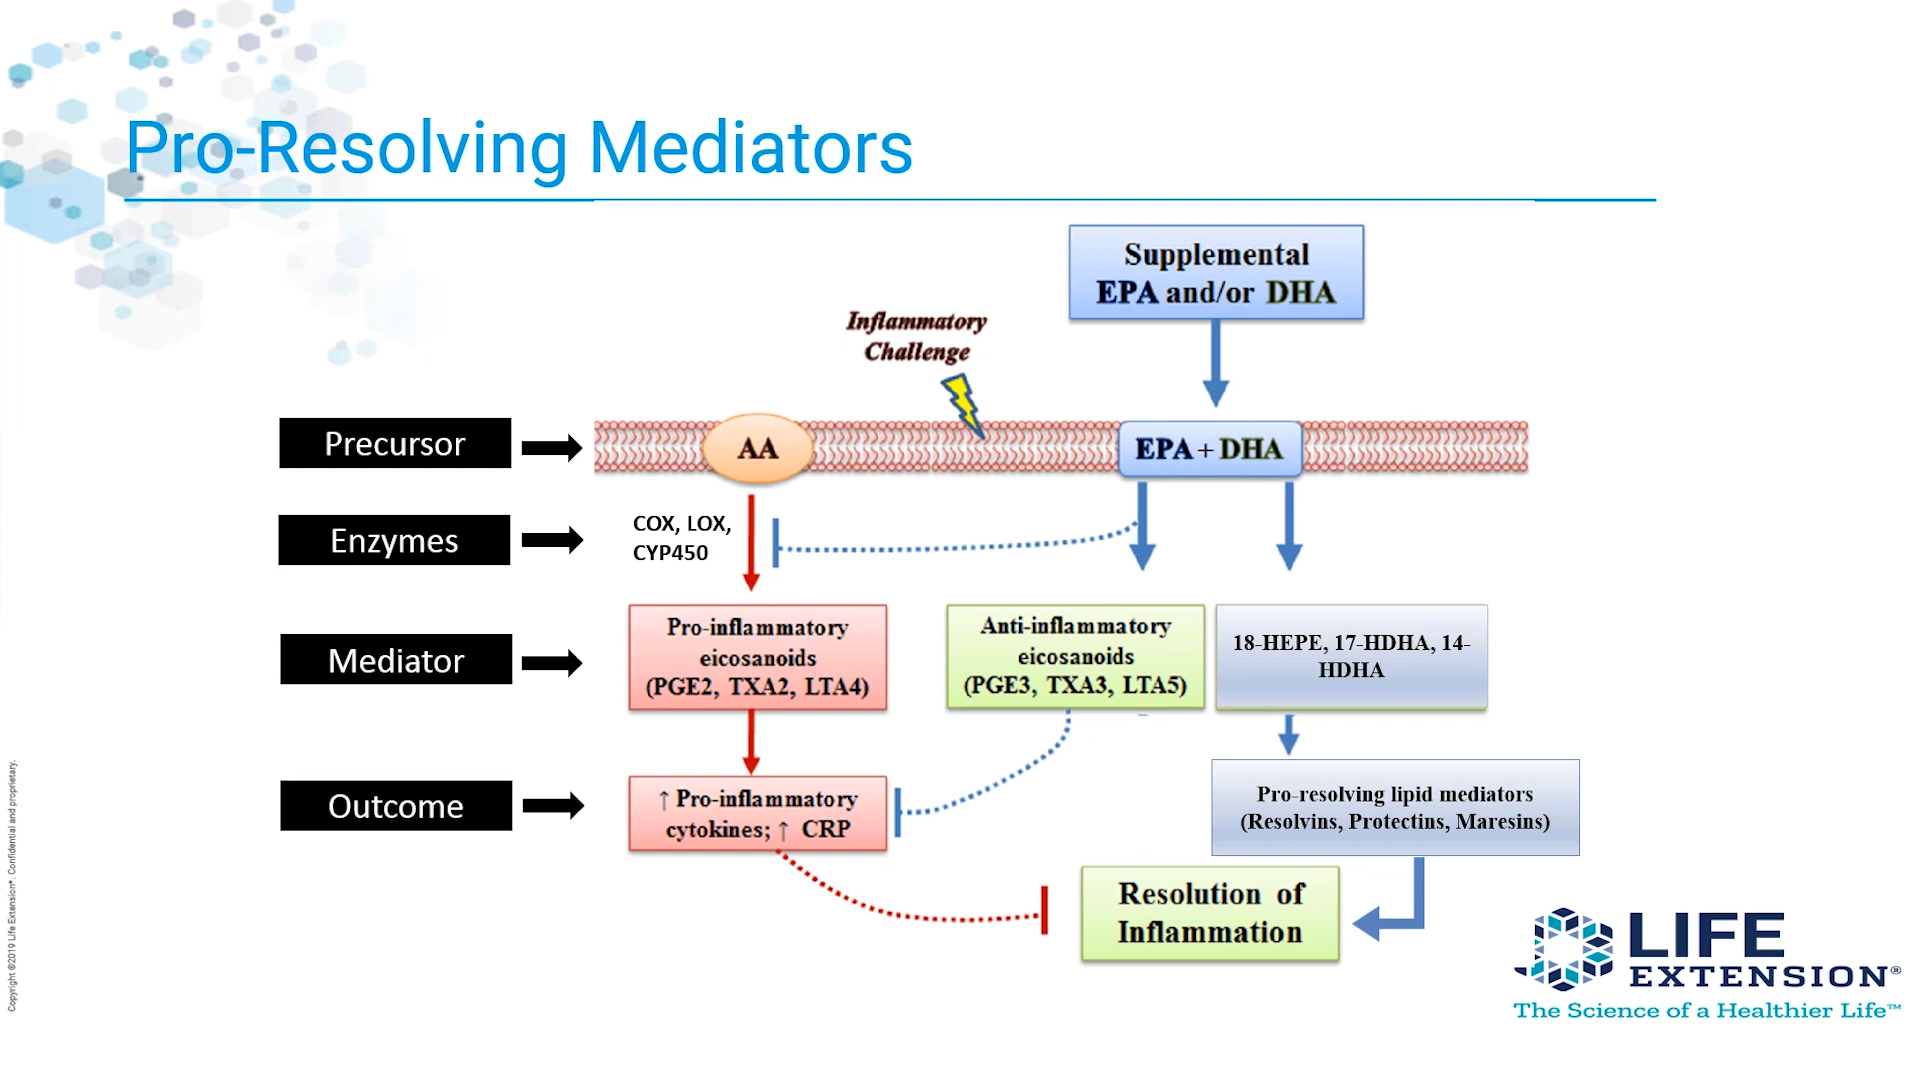 Pro-Resolving Mediators
Supplemental
EPA and/or DHA
Inflammatory
Challenge
Precursor
AA
EPA + DHA
Enzymes
COX, LOX,
CYP450
Mediator
Pro-inflammatory
eicosanoids
(PGE2, TXA2, LTA4)
Anti-inflammatory
eicosanoids
(PGE3, TXA3, LTA5)
18-HEPE, 17-HDHA, 14-
HDHA
Outcome
↑ Pro-inflammatory
cytokines; ↑ CRP
Pro-resolving lipid mediators
(Resolvins, Protectins, Maresins)
Resolution of
Inflammation
LIFE
EXTENSION®
The Science of a Healthier Life™
Copyright ©2019 Life Extension®. Confidential and proprietary.